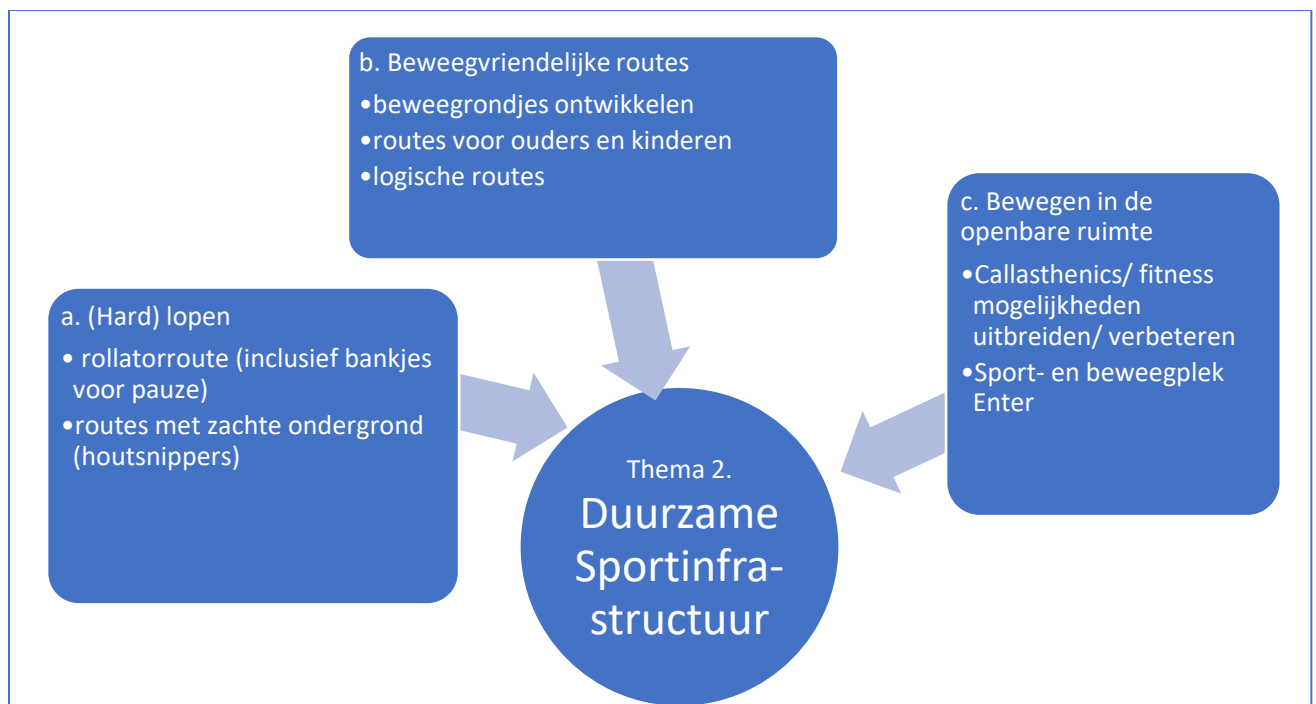 a. (Hard) lopen
• rollatorroute (inclusief bankjes
voor pauze)
•routes met zachte ondergrond
(houtsnippers)
b. Beweegvriendelijke routes
•beweegrondjes ontwikkelen
•routes voor ouders en kinderen
•logische routes
c. Bewegen in de
openbare ruimte
•Callasthenics/ fitness
mogelijkheden
uitbreiden/ verbeteren
•Sport- en beweegplek
Enter
Thema 2.
Duurzame
Sportinfra-
structuur